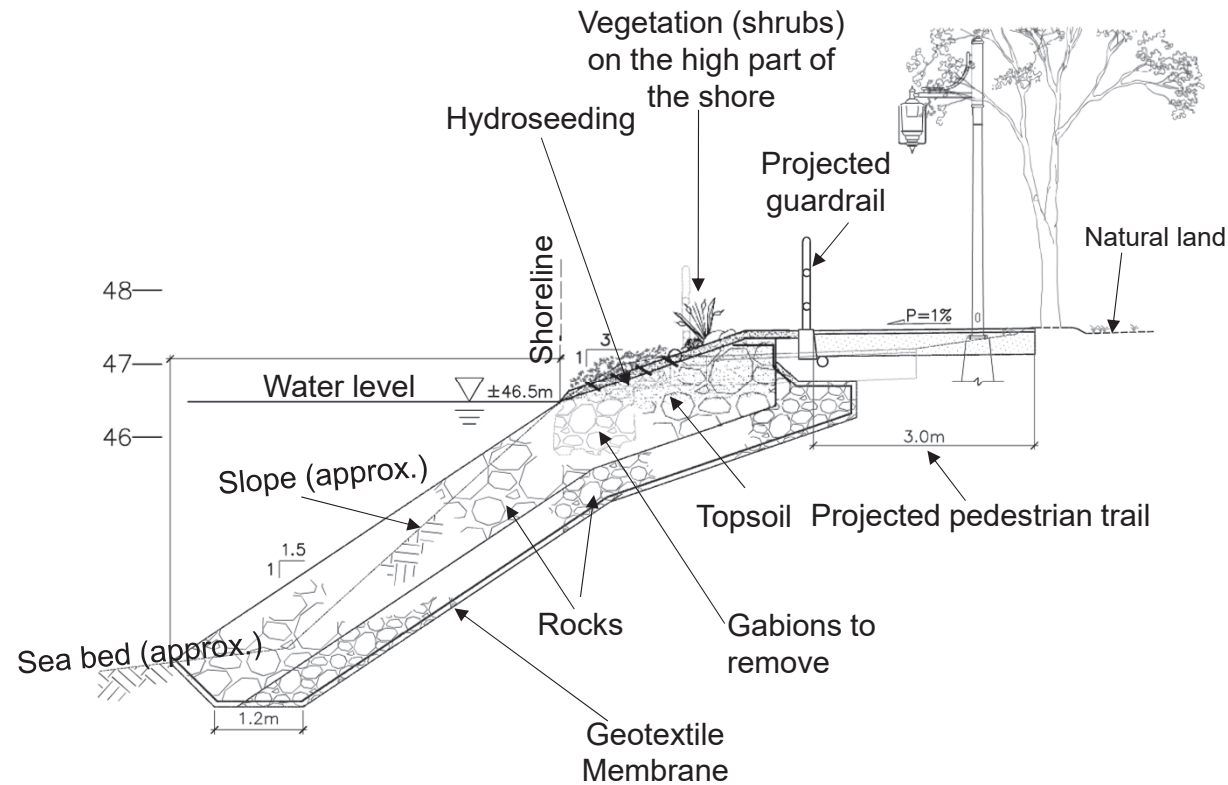 Vegetation (shrubs)
on the high part of
the shore
Hydroseeding
Projected
guardrail
Natural land
Shoreline
48
P=1%
3
1
47
Water level
±46.5m
46
3.0m
Slope (approx.)
Topsoil
Projected pedestrian trail
1.5
1
Rocks
Gabions to
remove
Sea bed (approx.)
1.2m
Geotextile
Membrane